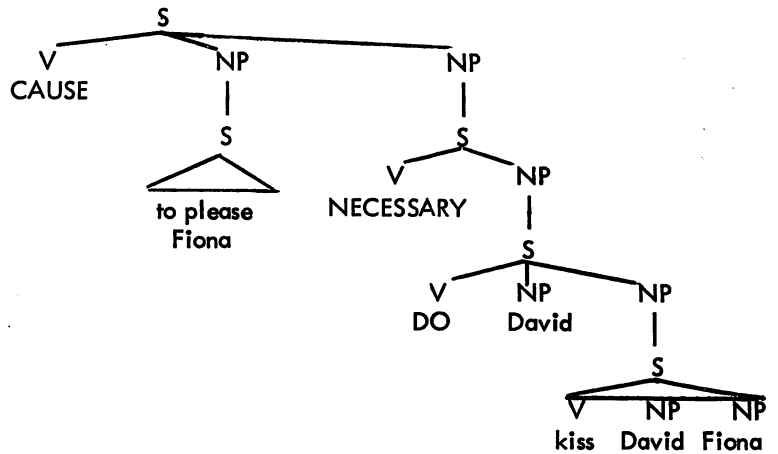 S
V NP NP
CAUSE
S S
V NP
to please NECESSARY
Fiona
S
V NP NP
DO David
S
V NP NP
kiss David Fiona